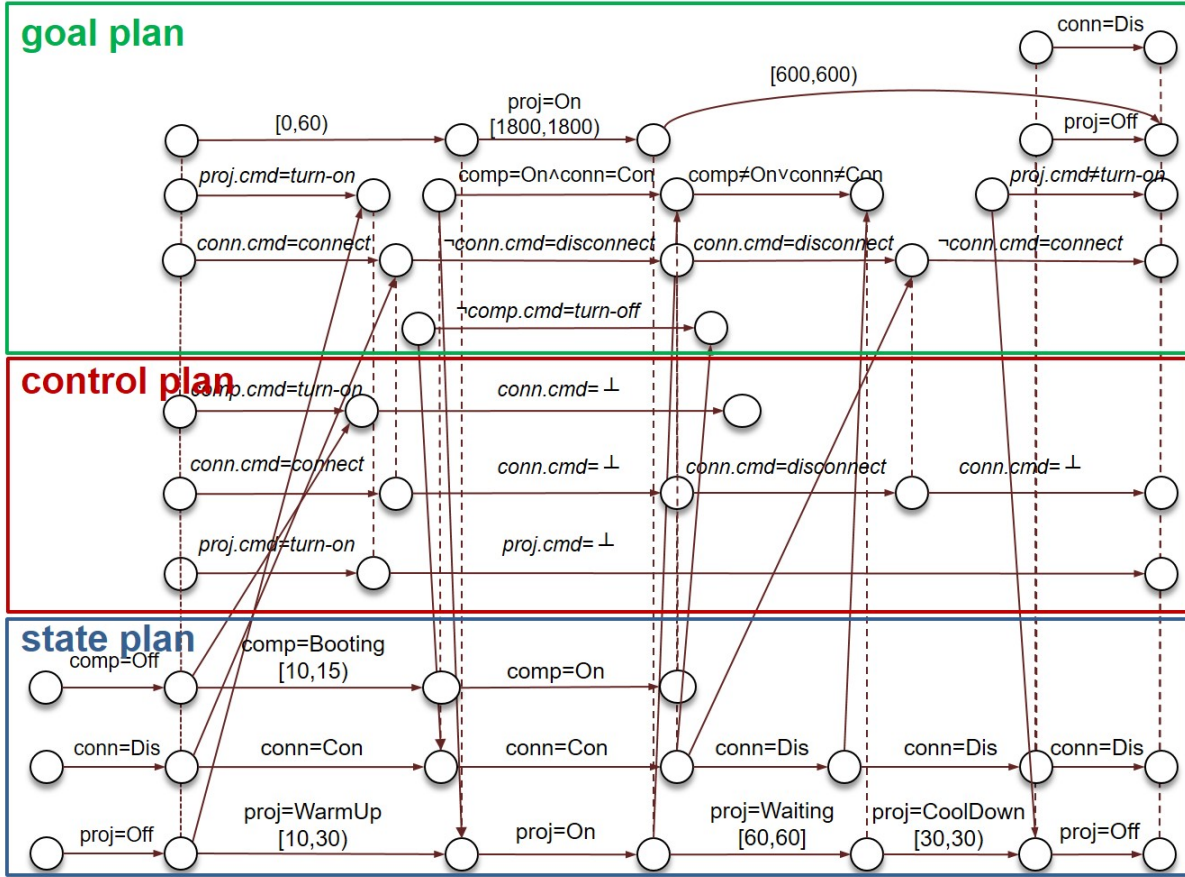 goal plan
conn=Dis
[600,600)
proj=On
[0,60)
[1800,1800)
proj=Off
proj.cmd=turn-on
comp=On∧conn=Con
comp≠On∨conn≠Con
proj.cmd≠turn-on
conn.cmd=connect
¬conn.cmd=disconnect
conn.cmd=disconnect
¬conn.cmd=connect
¬comp.cmd=turn-off
control plan
comp.cmd=turn-on
conn.cmd= ⊥
conn.cmd=connect
conn.cmd= ⊥
conn.cmd=disconnect
conn.cmd= ⊥
proj.cmd=turn-on
proj.cmd= ⊥
state plan
comp=Off
comp=Booting
[10,15)
comp=On
conn=Dis
conn=Con
conn=Con
conn=Dis
conn=Dis
conn=Dis
proj=Off
proj=WarmUp
[10,30)
proj=On
proj=Waiting
[60,60]
proj=CoolDown
[30,30)
proj=Off